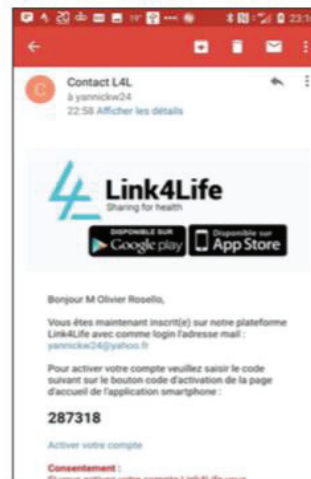 23:10
Contact L4L
C
à yannickw24
22:58 Afficher les détails
Link4Life
Sharing for health
DISPONIBLE SUR
Google play
Disponible sur
App Store
Bonjour M Olivier Rosello,
Vous êtes maintenant inscrit(e) sur notre plateforme
Link4Life avec comme login l'adresse mail :
yannickw24@yahoo.fr
Pour activer votre compte veuillez saisir le code
suivant sur le bouton code d'activation de la page
d'accueil de l'application smartphone :
287318
Activer votre compte
Consentement :